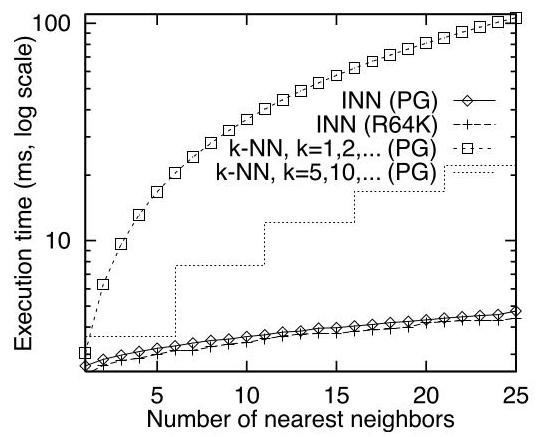 Execution time (ms, log scale)
100
10
INN (PG)
INN (R64K)
k-NN, k=1,2,... (PG)
k-NN, k=5,10,... (PG)
5 10 15 20 25
Number of nearest neighbors